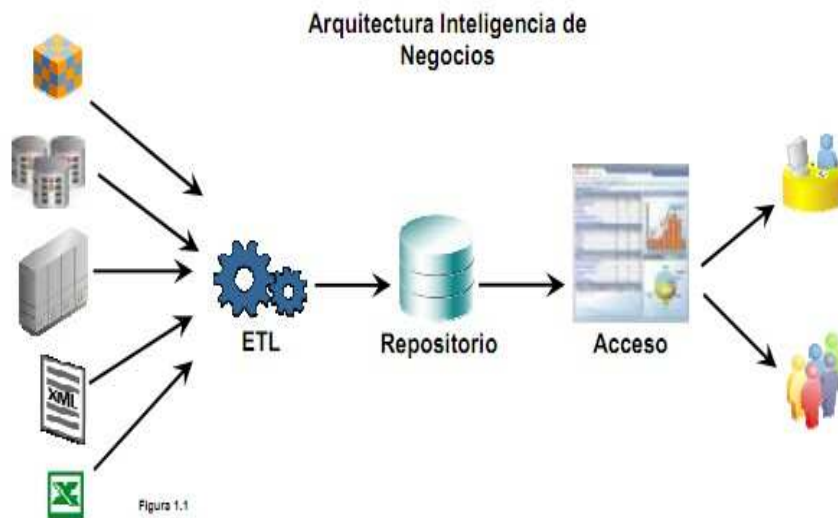 Arquitectura Inteligencia de
Negocios
XML
ETL
Repositorio
Acceso
Figura 1.1